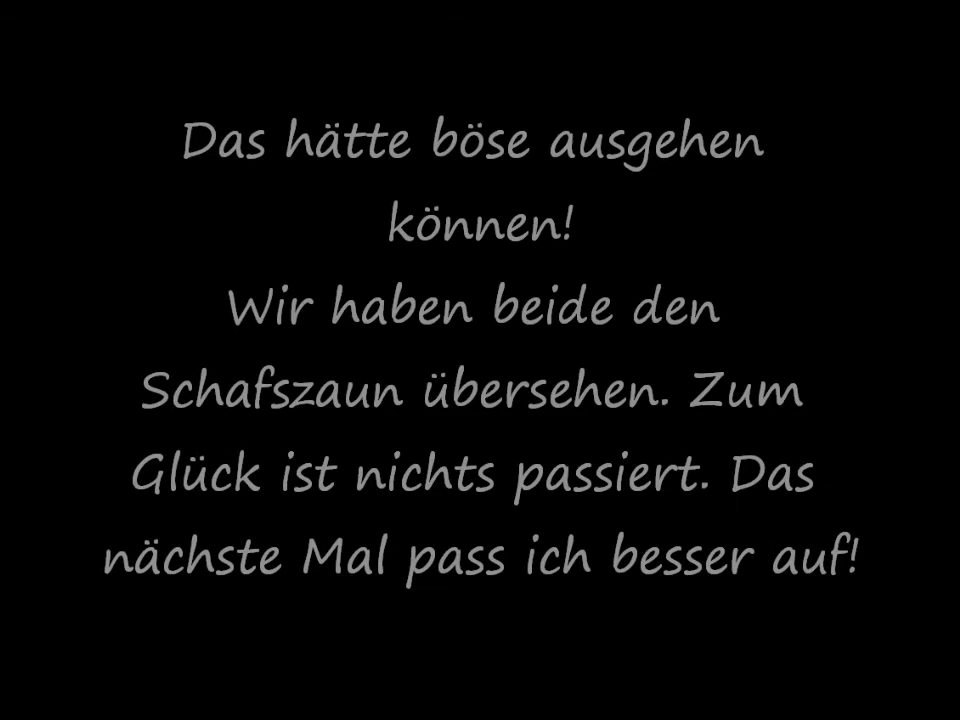 Das hätte böse ausgehen
können!
Wir haben beide den
Schafszaun übersehen. Zum
Glück ist nichts passiert. Das
nächste Mal pass ich besser auf!